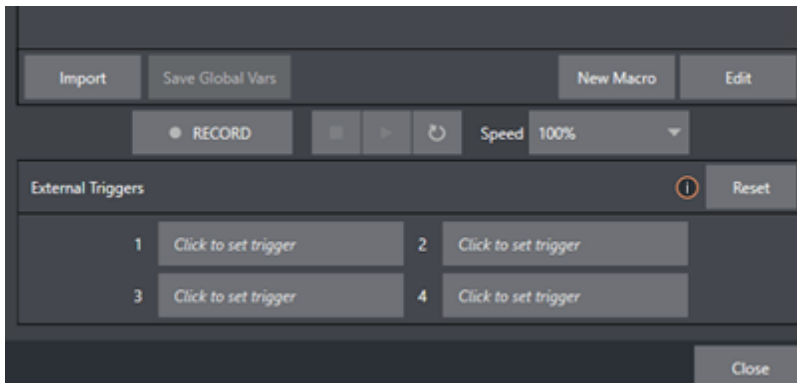 Import Save Global Vars New Macro Edit
RECORD Speed 100%
External Triggers i Reset
1 Click to set trigger 2 Click to set trigger
3 Click to set trigger 4 Click to set trigger
Close